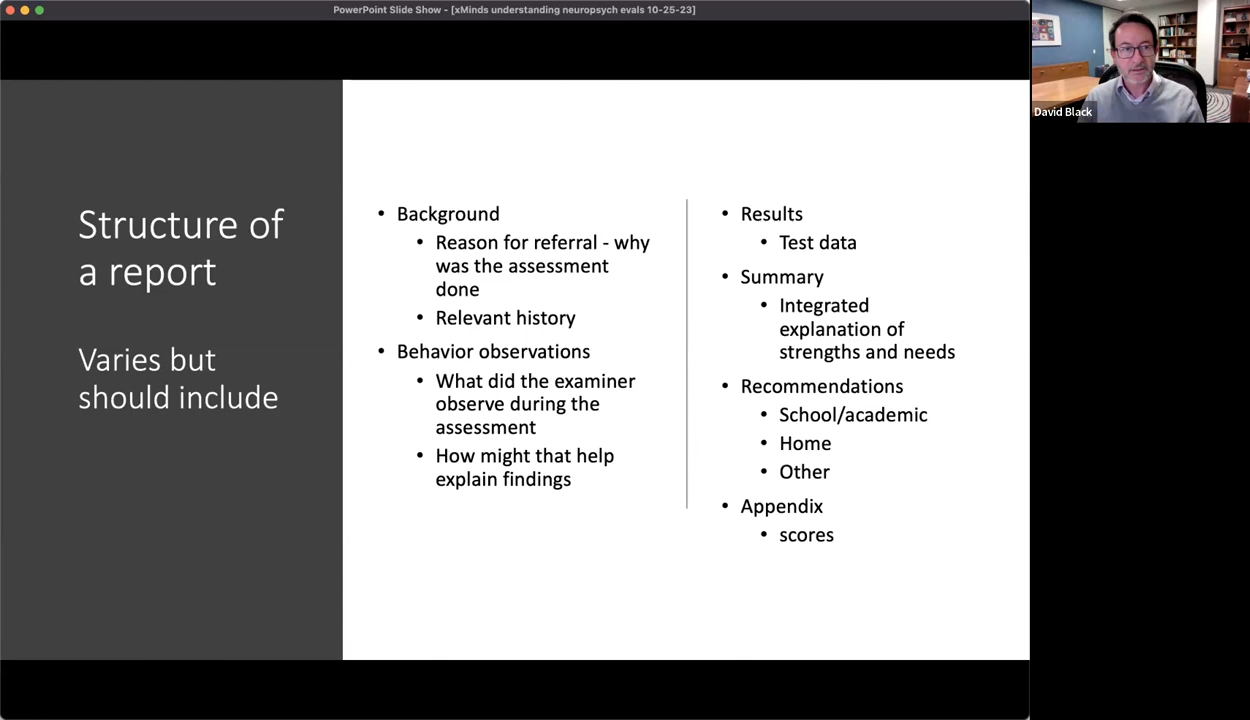 PowerPoint Slide Show - [xMinds understanding neuropsych evals 10-25-23]
David Black
Structure of
a report
Varies but
should include
• Background
• Reason for referral - why
was the assessment
done
• Relevant history
• Behavior observations
• What did the examiner
observe during the
assessment
• How might that help
explain findings
• Results
• Test data
• Summary
• Integrated
explanation of
strengths and needs
• Recommendations
• School/academic
• Home
• Other
• Appendix
• scores